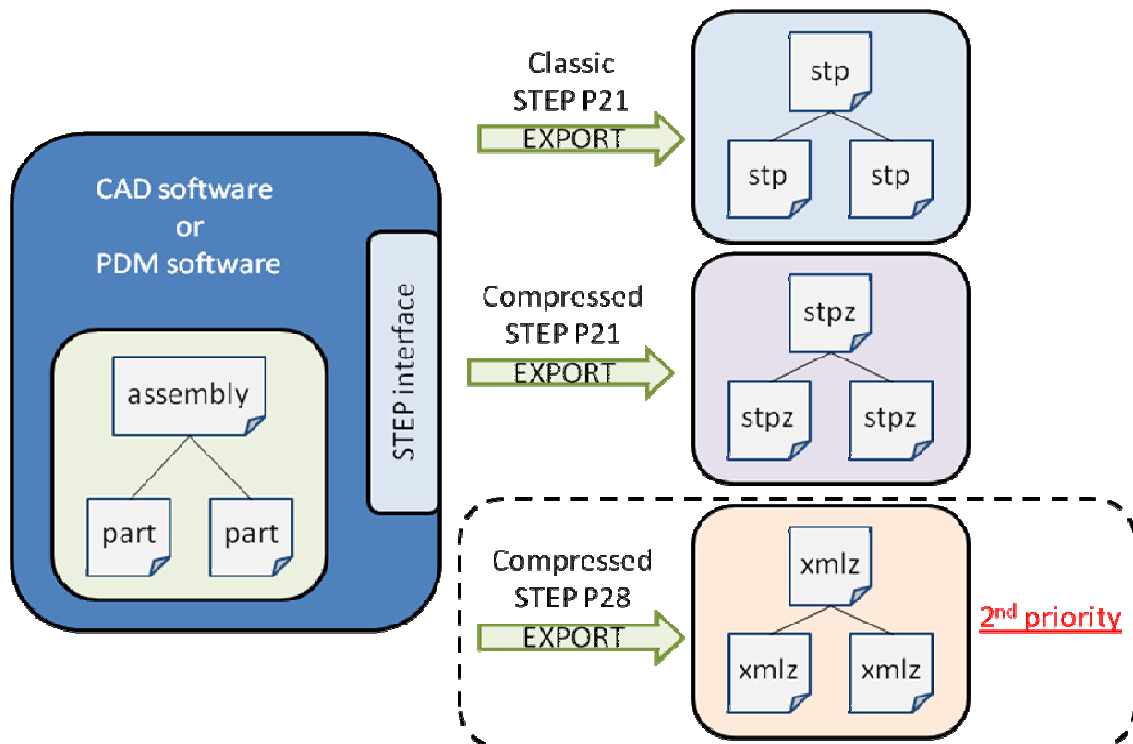 CAD software
or
PDM software
assembly
part
part
STEP interface
Classic
STEP P21
EXPORT
stp
stp
stp
Compressed
STEP P21
EXPORT
stpz
stpz
stpz
Compressed
STEP P28
EXPORT
xmlz
xmlz
xmlz
2nd priority